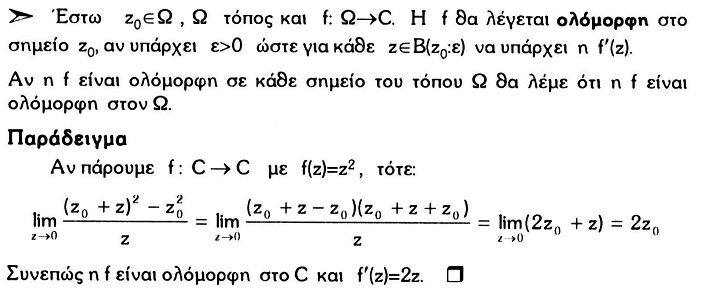 ➢ Έστω z₀∈Ω , Ω τόπος και f: Ω→C. Η f θα λέγεται ολόμορφη στο
σημείο z₀, αν υπάρχει ε>0 ώστε για κάθε z∈B(z₀:ε) να υπάρχει η f′(z).
Αν η f είναι ολόμορφη σε κάθε σημείο του τόπου Ω θα λέμε ότι η f είναι
ολόμορφη στον Ω.
Παράδειγμα
Αν πάρουμε f: C→C με f(z)=z², τότε:
lim_{z→0} ((z₀ + z)² − z₀²)/z = lim_{z→0} ((z₀ + z − z₀)(z₀ + z + z₀))/z = lim_{z→0}(2z₀ + z) = 2z₀
Συνεπώς η f είναι ολόμορφη στο C και f′(z)=2z. ❒